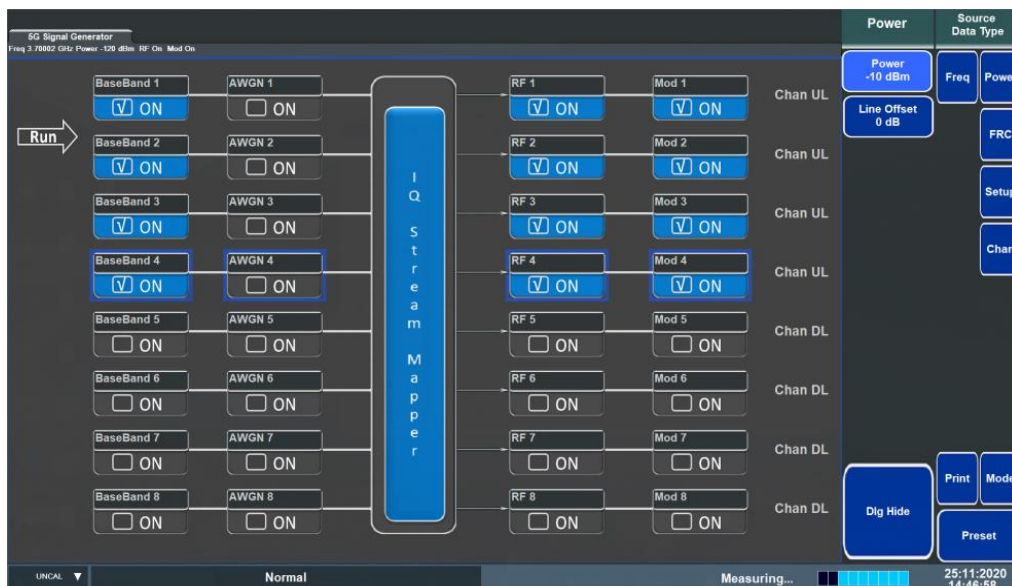 5G Signal Generator
Freq 3.70002 GHz Power -120 dBm RF On Mod On
Run
BaseBand 1 AWGN 1 RF 1 Mod 1
ON ON ON ON Chan UL
BaseBand 2 AWGN 2 RF 2 Mod 2
ON ON ON ON Chan UL
BaseBand 3 AWGN 3 RF 3 Mod 3
ON ON ON ON Chan UL
BaseBand 4 AWGN 4 RF 4 Mod 4
ON ON ON ON Chan UL
BaseBand 5 AWGN 5 RF 5 Mod 5
ON ON ON ON Chan DL
BaseBand 6 AWGN 6 RF 6 Mod 6
ON ON ON ON Chan DL
BaseBand 7 AWGN 7 RF 7 Mod 7
ON ON ON ON Chan DL
BaseBand 8 AWGN 8 RF 8 Mod 8
ON ON ON ON Chan DL
IQ Stream Mapper
Power
Power
-10 dBm
Line Offset
0 dB
Dlg Hide
Source
Data Type
Freq Powe
FRC
Setup
Chan
Print Mode
Preset
UNCAL Normal Measuring...
25:11:2020
14:46:58